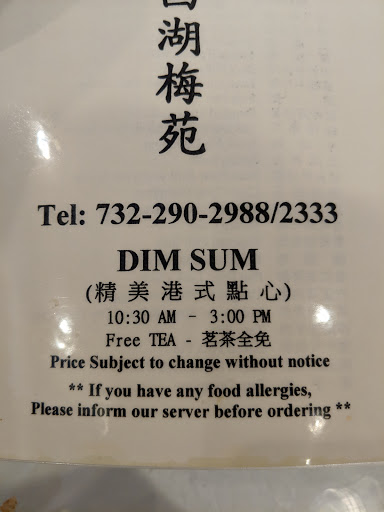 湖梅苑
Tel: 732-290-2988/2333
DIM SUM
(精美港式點心)
10:30 AM - 3:00 PM
Free TEA - 茗茶全免
Price Subject to change without notice
** If you have any food allergies,
Please inform our server before ordering **